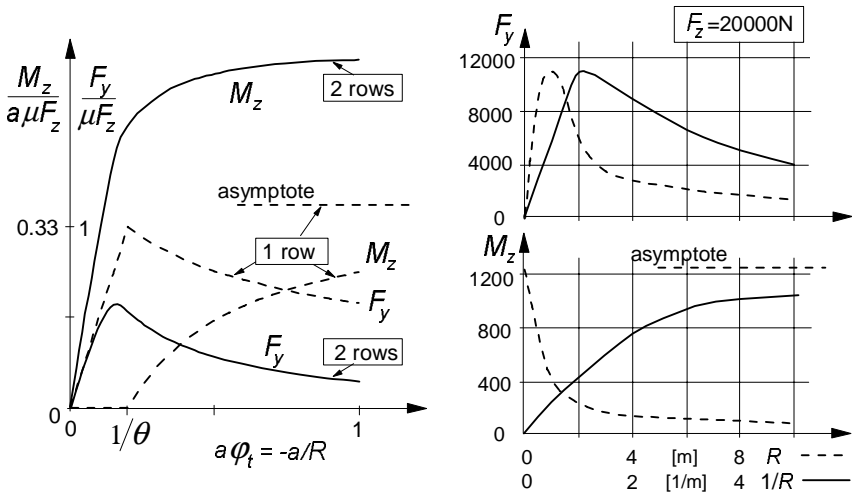 M_z
aμF_z
F_y
μF_z
M_z
2 rows
asymptote
0.33
1
1 row
M_z
F_y
F_y
2 rows
0
0
1/θ
1
aφ_t = -a/R
F_y
F_z=20000N
12000
8000
4000
0
M_z
asymptote
1200
800
400
0
0 4 [m] 8 R
0 2 [1/m] 4 1/R